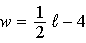 w = 1/2 ℓ − 4